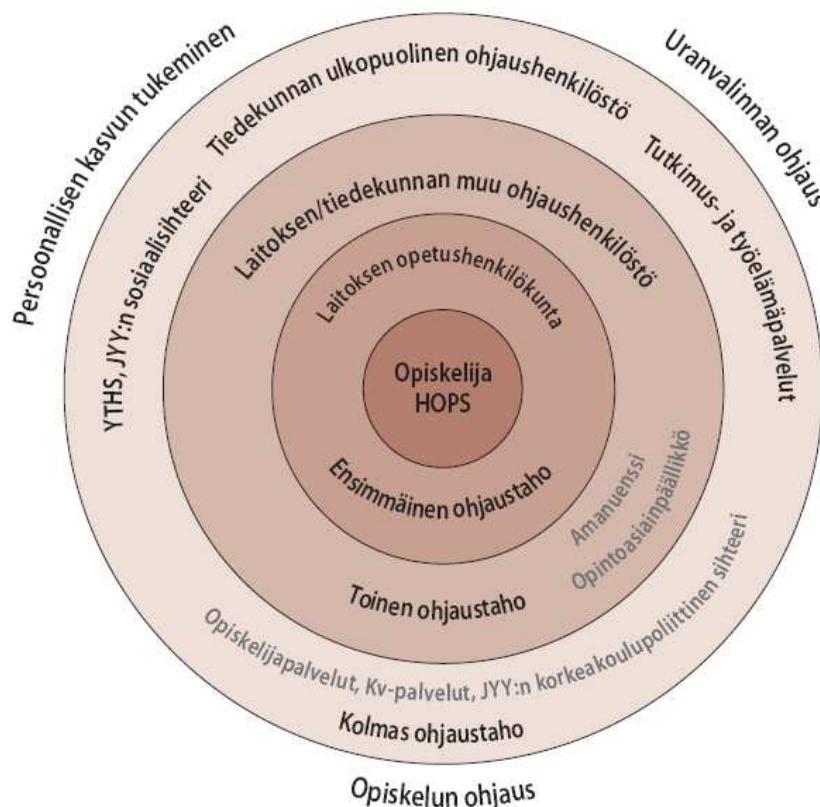 Persoonallisen kasvun tukeminen
Uranvalinnan ohjaus
Tiedekunnan ulkopuolinen ohjaushenkilöstö
YTHS, JYY:n sosiaalisihteeri
Tutkimus- ja työelämäpalvelut
Laitoksen/tiedekunnan muu ohjaushenkilöstö
Laitoksen opetushenkilökunta
Opiskelija
HOPS
Ensimmäinen ohjaustaho
Amanuenssi
Opintoasiainpäällikkö
Toinen ohjaustaho
Opiskelijapalvelut, Kv-palvelut, JYY:n korkeakoulupoliittinen sihteeri
Kolmas ohjaustaho
Opiskelun ohjaus